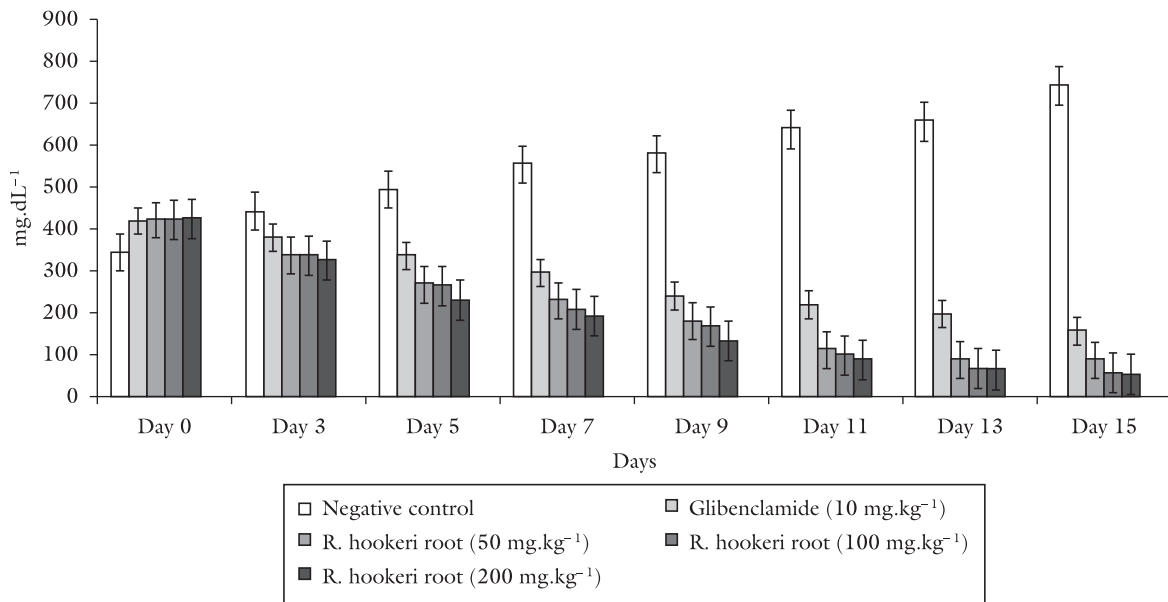 900
800
700
600
500
400
300
200
100
0
mg.dL⁻¹
Day 0 Day 3 Day 5 Day 7 Day 9 Day 11 Day 13 Day 15
Days
Negative control
Glibenclamide (10 mg.kg⁻¹)
R. hookeri root (50 mg.kg⁻¹)
R. hookeri root (100 mg.kg⁻¹)
R. hookeri root (200 mg.kg⁻¹)